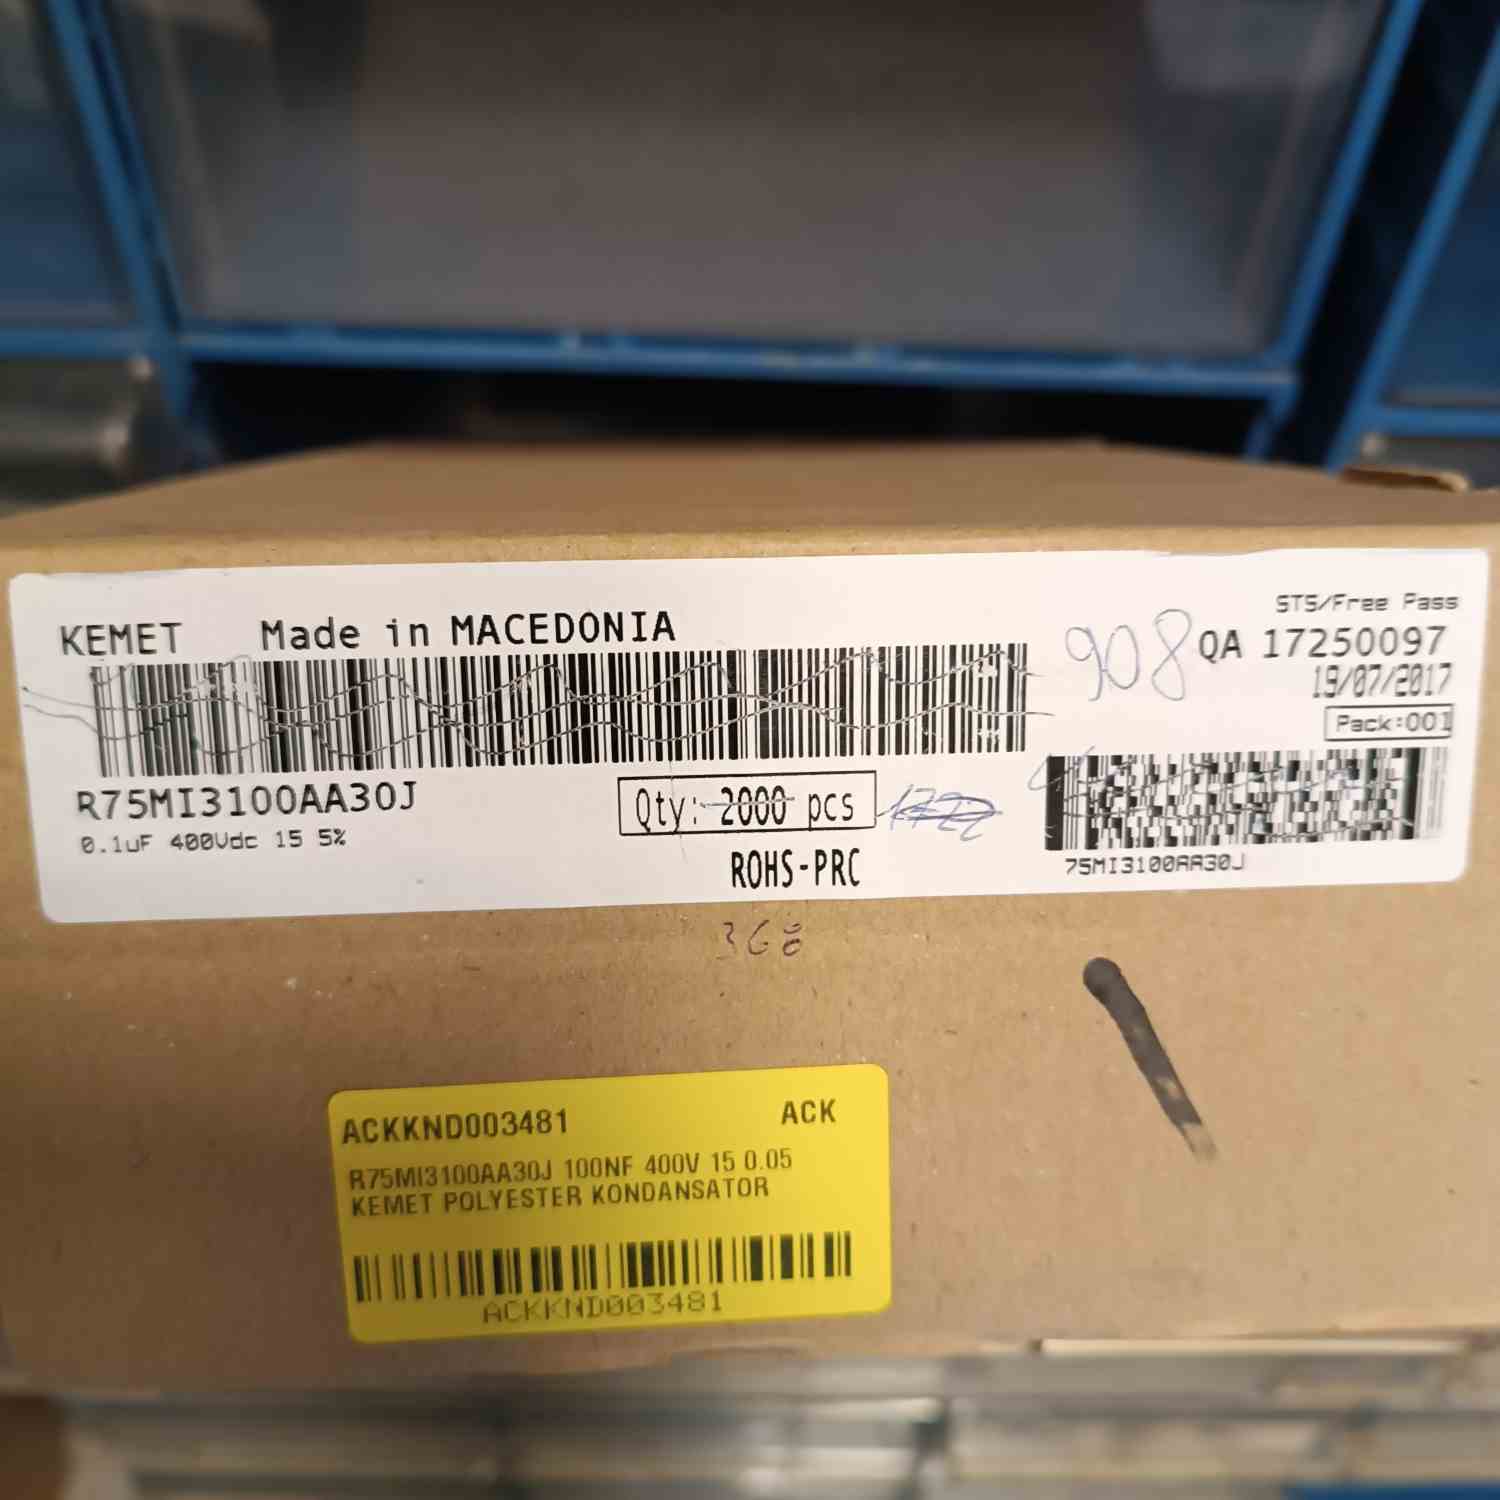 KEMET Made in MACEDONIA
STS/Free Pass
908
QA 17250097
19/07/2017
Pack:001
R75MI3100AA30J
0.1uF 400Vdc 15 5%
Qty: 2000 pcs
ROHS-PRC
75MI3100AA30J
368
ACKKND003481 ACK
R75MI3100AA30J 100NF 400V 15 0.05
KEMET POLYESTER KONDANSATOR
ACKKND003481